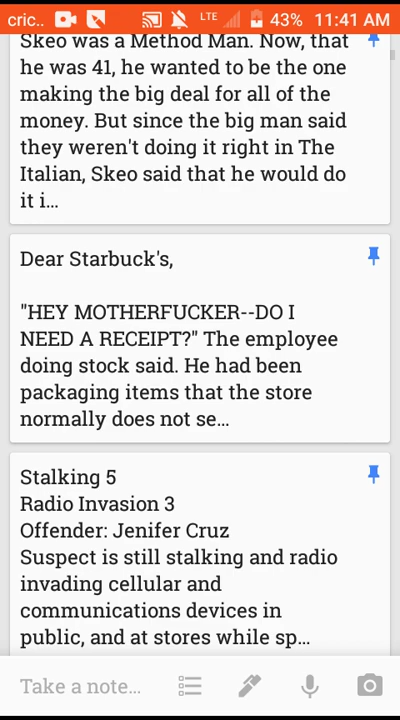 cric.. LTE 43% 11:41 AM
Skeo was a Method Man. Now, that
he was 41, he wanted to be the one
making the big deal for all of the
money. But since the big man said
they weren't doing it right in The
Italian, Skeo said that he would do
it i...
Dear Starbuck's,
"HEY MOTHERFUCKER--DO I
NEED A RECEIPT?" The employee
doing stock said. He had been
packaging items that the store
normally does not se...
Stalking 5
Radio Invasion 3
Offender: Jenifer Cruz
Suspect is still stalking and radio
invading cellular and
communications devices in
public, and at stores while sp...
Take a note...